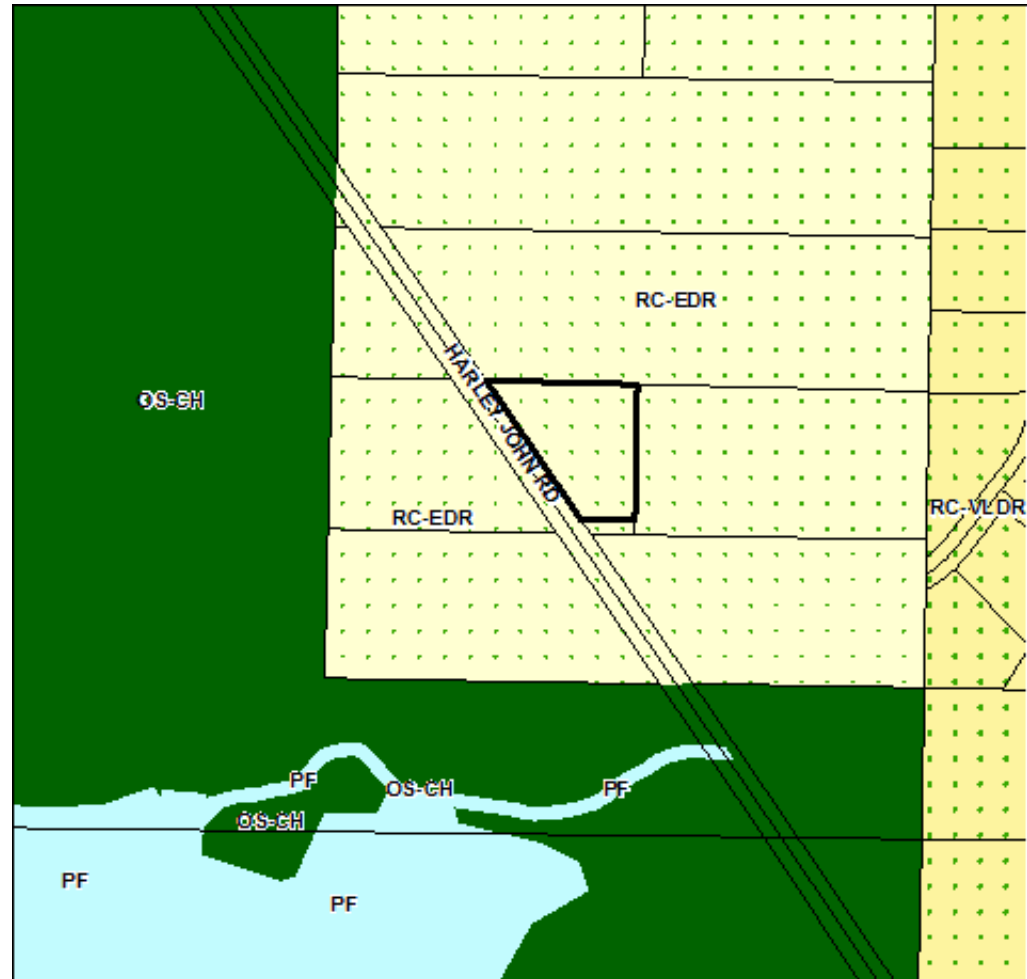 RC-EDR
HARLEY JOHN RD
OS-CH
RC-EDR
RC-VLDR
PF
OS-CH
PF
OS-CH
PF
PF